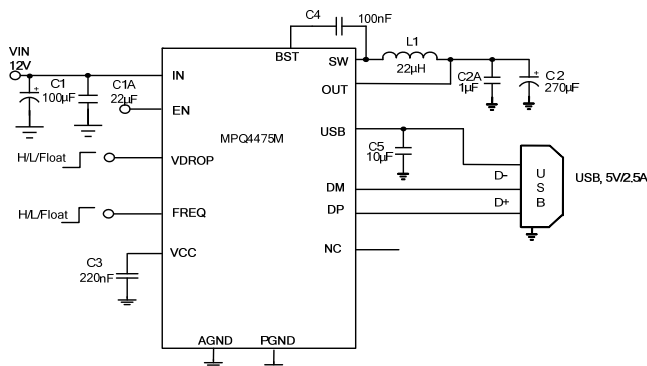 C4
100nF
VIN
12V
C1
100µF
C1A
22µF
IN
BST
SW
L1
22µH
C2A
1µF
C2
270µF
OUT
EN
MPQ4475M
USB
C5
10µF
H/L/Float
VDROP
D-
USB
USB, 5V/2.5A
DM
D+
H/L/Float
FREQ
DP
VCC
NC
C3
220nF
AGND
PGND